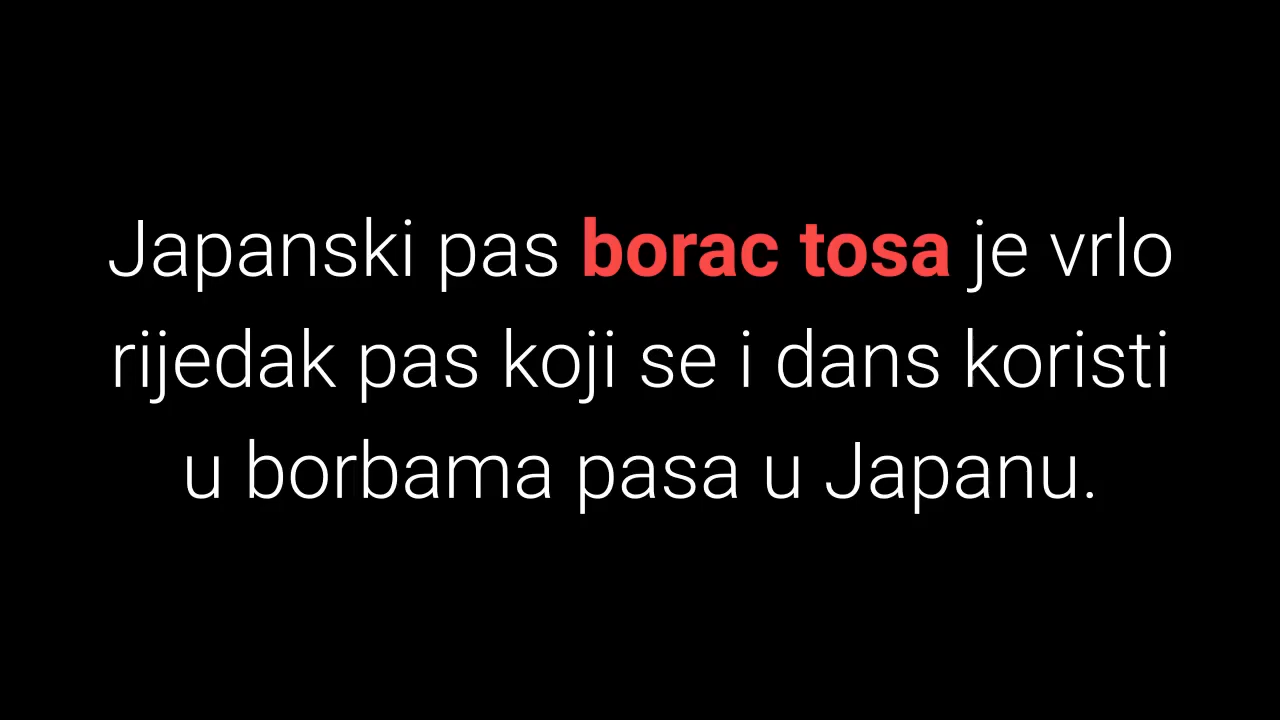 Japanski pas borac tosa je vrlo
rijedak pas koji se i dans koristi
u borbama pasa u Japanu.